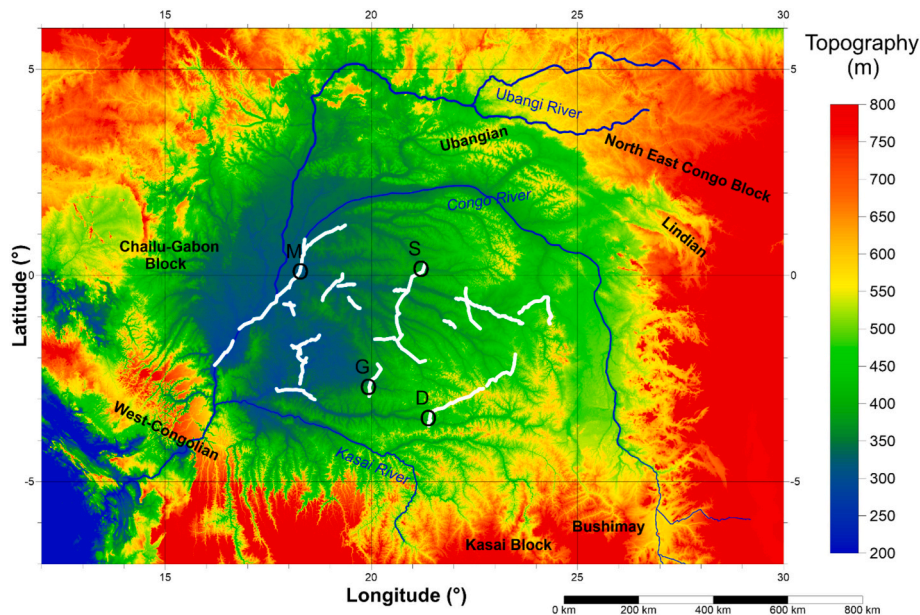 15 20 25 30
Topography
(m)
5 5
Ubangi River
800
Ubangian
750
North East Congo Block
700
Congo River
650
Lindian
Chailu-Gabon
Block
M S
600
Latitude (°)
0 0
550
500
450
G
400
D
West-Congolian
350
Kasai River
300
-5 -5
250
Bushimay
Kasai Block
200
15 20 25 30
Longitude (°)
0 km 200 km 400 km 600 km 800 km